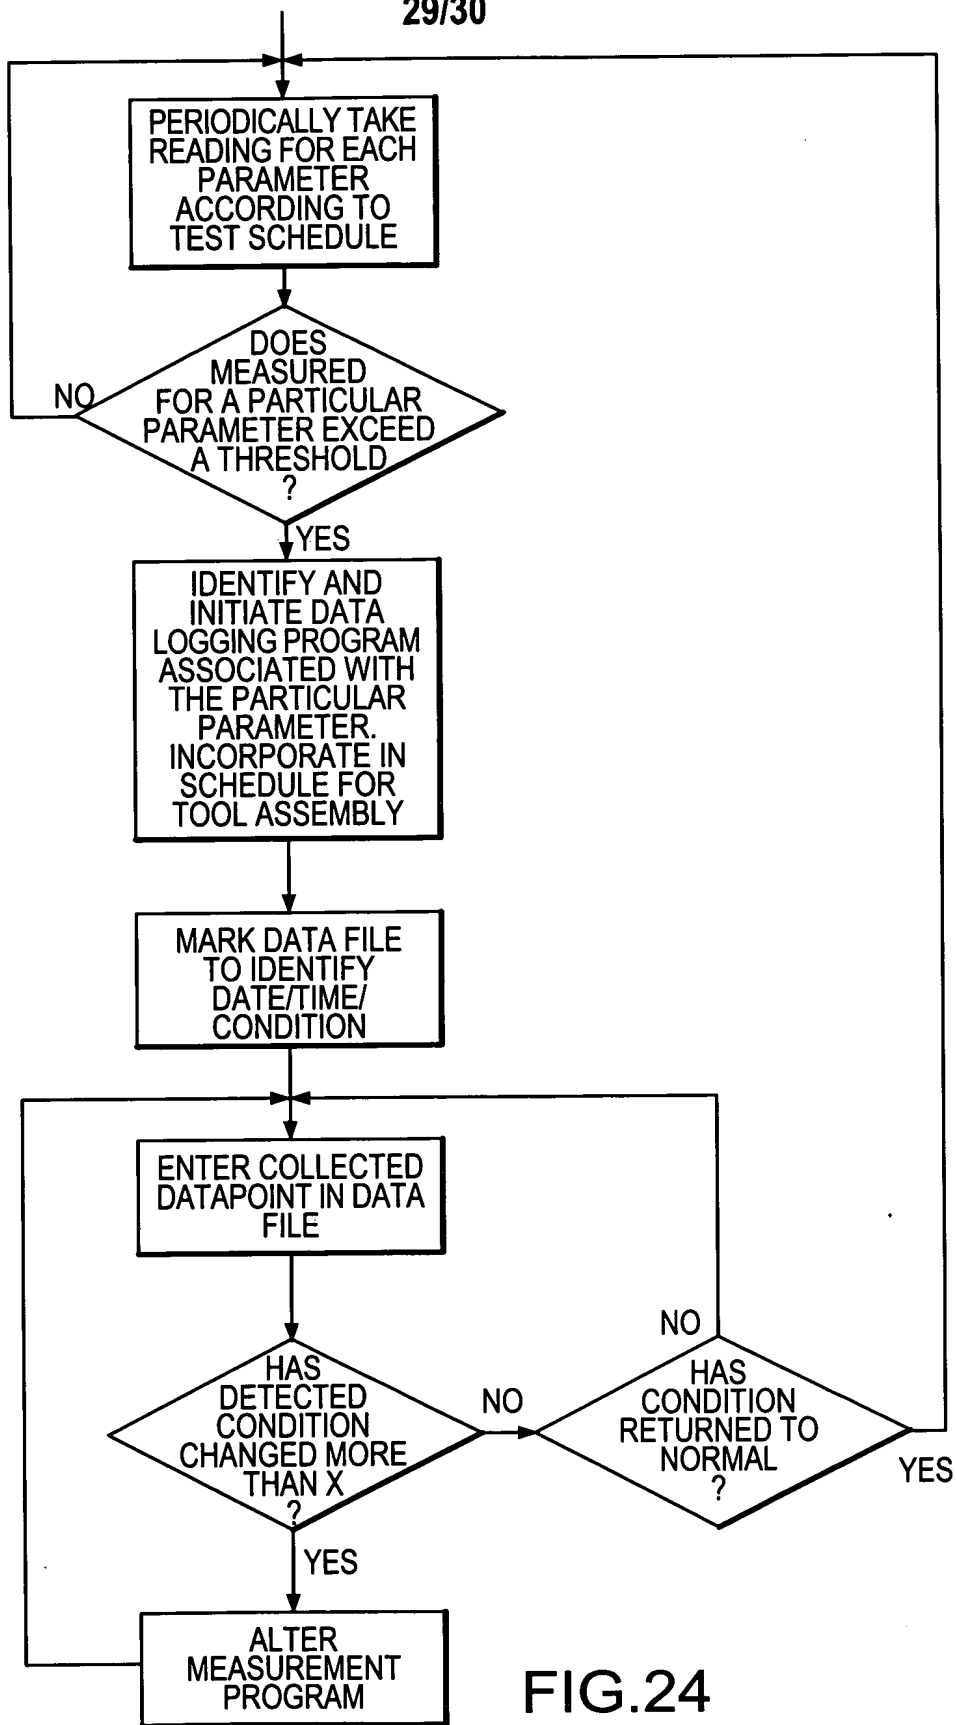 29/30
PERIODICALLY TAKE
READING FOR EACH
PARAMETER
ACCORDING TO
TEST SCHEDULE
DOES
MEASURED
FOR A PARTICULAR
PARAMETER EXCEED
A THRESHOLD
?
NO
YES
IDENTIFY AND
INITIATE DATA
LOGGING PROGRAM
ASSOCIATED WITH
THE PARTICULAR
PARAMETER.
INCORPORATE IN
SCHEDULE FOR
TOOL ASSEMBLY
MARK DATA FILE
TO IDENTIFY
DATE/TIME/
CONDITION
ENTER COLLECTED
DATAPOINT IN DATA
FILE
HAS
DETECTED
CONDITION
CHANGED MORE
THAN X
?
NO
YES
HAS
CONDITION
RETURNED TO
NORMAL
?
NO
YES
ALTER
MEASUREMENT
PROGRAM
FIG.24